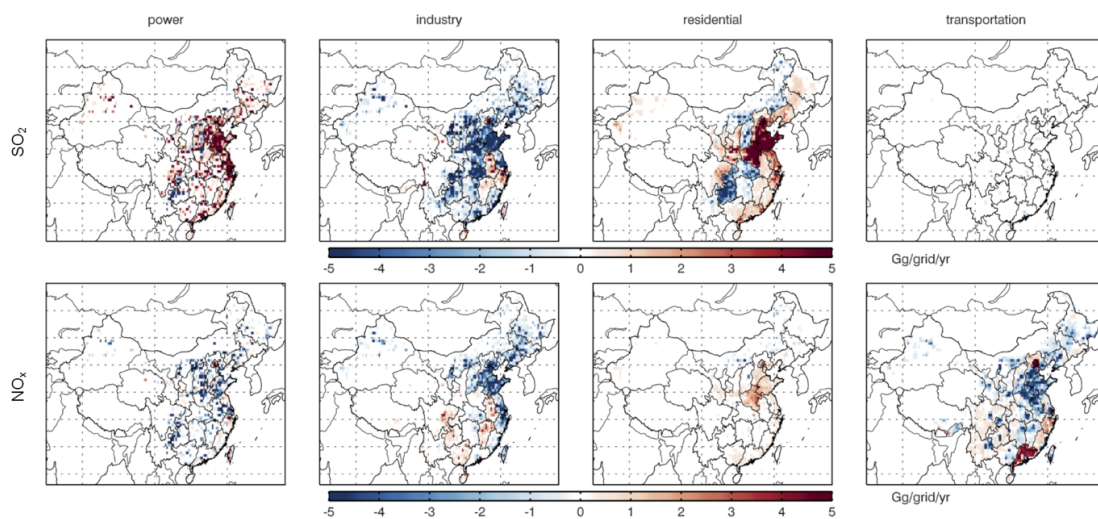 power industry residential transportation
SO₂
-5 -4 -3 -2 -1 0 1 2 3 4 5 Gg/grid/yr
NOₓ
-5 -4 -3 -2 -1 0 1 2 3 4 5 Gg/grid/yr